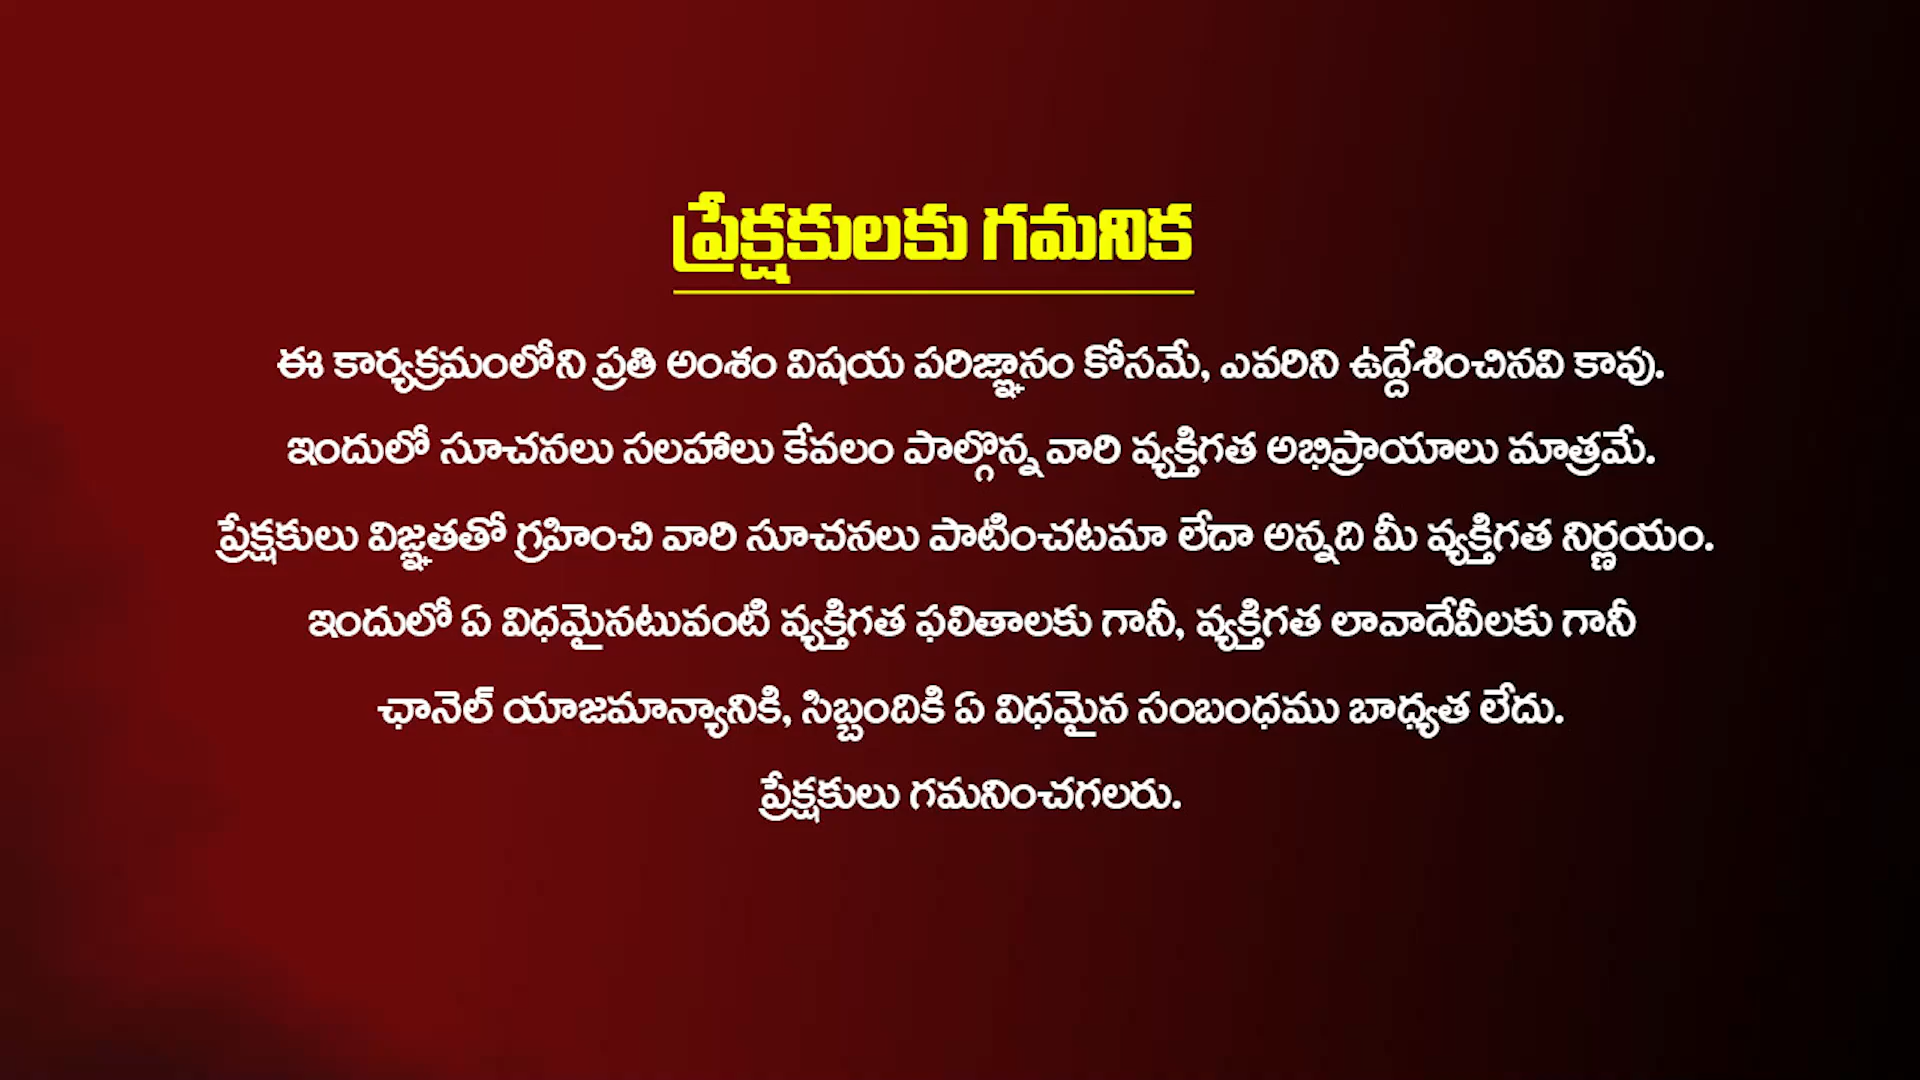 ప్రేక్షకులకు గమనిక
ఈ కార్యక్రమంలోని ప్రతి అంశం విషయ పరిజ్ఞానం కోసమే, ఎవరిని ఉద్దేశించినవి కావు.
ఇందులో సూచనలు సలహాలు కేవలం పాల్గొన్న వారి వ్యక్తిగత అభిప్రాయాలు మాత్రమే.
ప్రేక్షకులు విజ్ఞతతో గ్రహించి వారి సూచనలు పాటించటమా లేదా అన్నది మీ వ్యక్తిగత నిర్ణయం.
ఇందులో ఏ విధమైనటువంటి వ్యక్తిగత ఫలితాలకు గానీ, వ్యక్తిగత లావాదేవీలకు గానీ
ఛానెల్ యాజమాన్యానికి, సిబ్బందికి ఏ విధమైన సంబంధము బాధ్యత లేదు.
ప్రేక్షకులు గమనించగలరు.